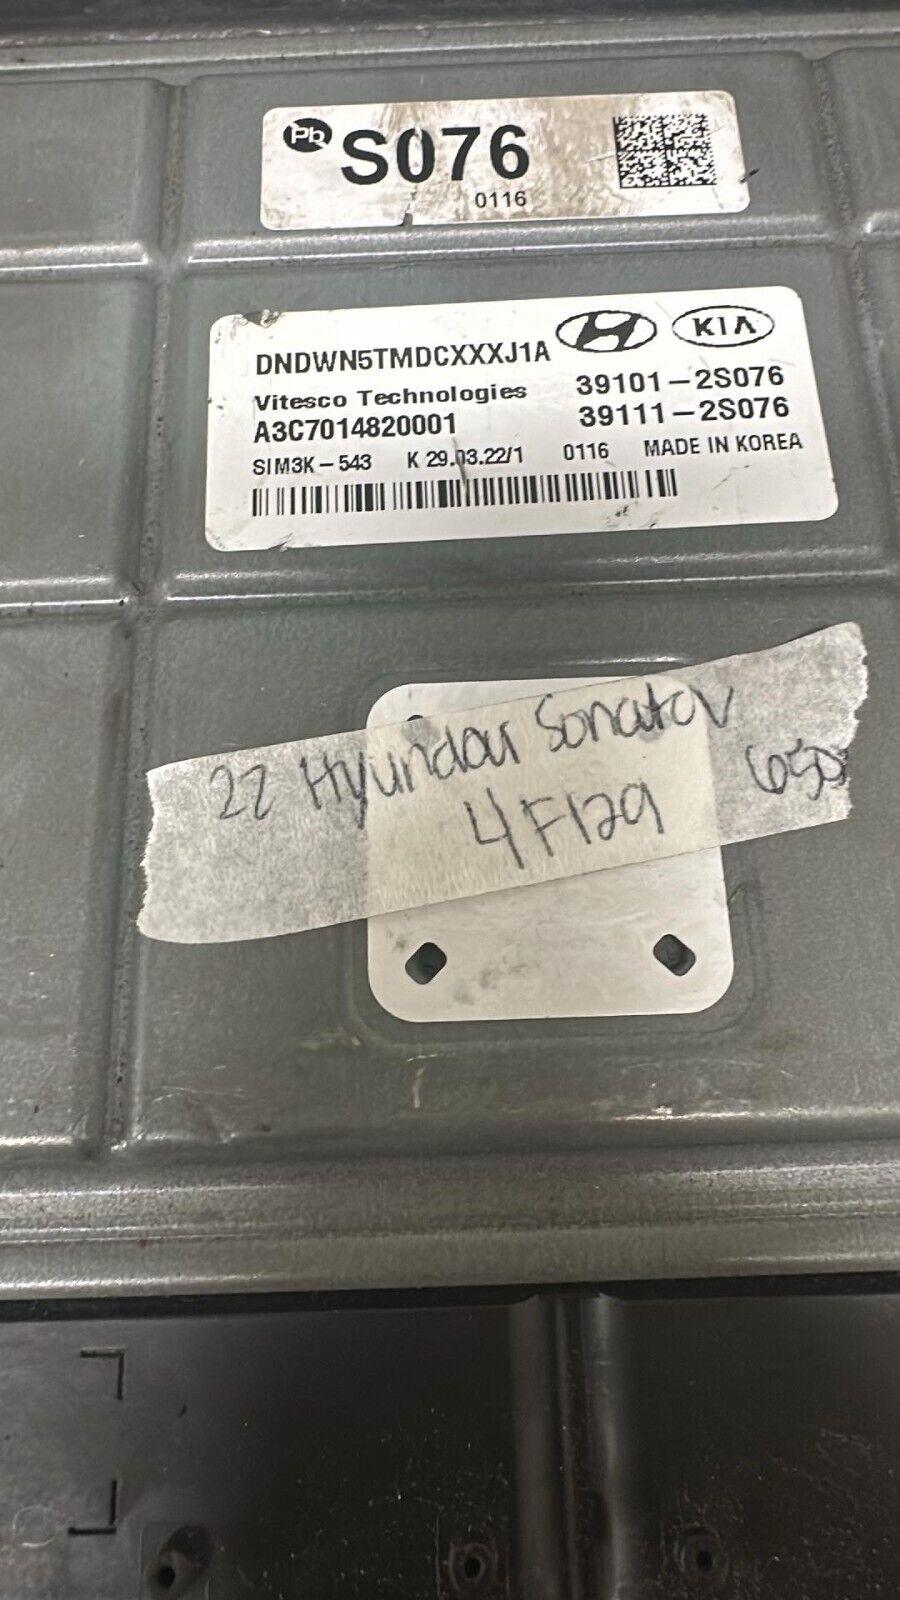 Pb S076
0116
DNDWN5TMDCXXXJ1A
KIA
Vitesco Technologies 39101-2S076
A3C7014820001 39111-2S076
SIM3K-543 K 29.03.22/1 0116 MADE IN KOREA
22 Hyundai Sonata
4F129